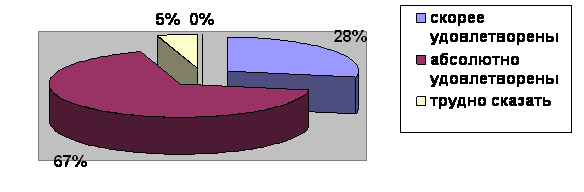 5% 0%
28%
67%
скорее
удовлетворены
абсолютно
удовлетворены
трудно сказать